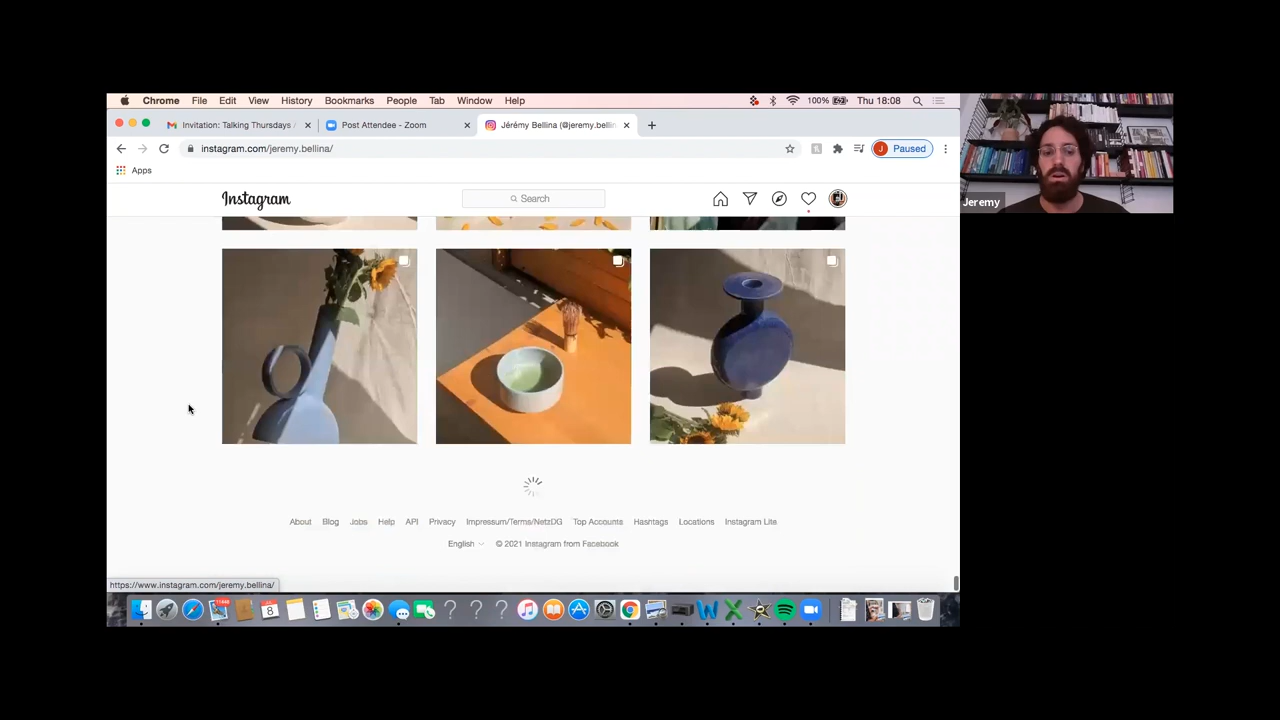 Chrome File Edit View History Bookmarks People Tab Window Help 100% Thu 18:08
Invitation: Talking Thursdays Post Attendee - Zoom Jérémy Bellina (@jeremy.bellin
instagram.com/jeremy.bellina/ J Paused
Apps
Instagram Search
Jeremy
About Blog Jobs Help API Privacy Impressum/Terms/NetzDG Top Accounts Hashtags Locations Instagram Lite
English © 2021 Instagram from Facebook
https://www.instagram.com/jeremy.bellina/
8